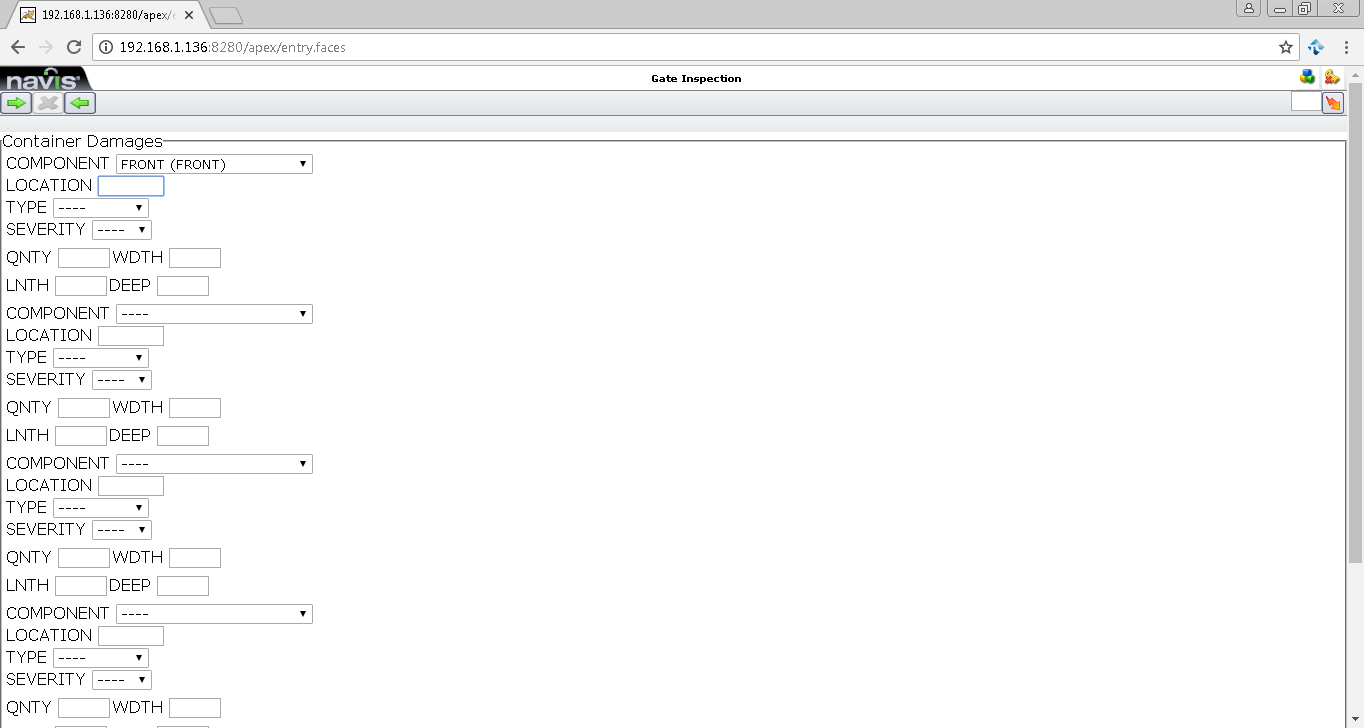 192.168.1.136:8280/apex/e
192.168.1.136:8280/apex/entry.faces
navis
Gate Inspection
Container Damages
COMPONENT FRONT (FRONT)
LOCATION
TYPE ----
SEVERITY ----
QNTY WDTH
LNTH DEEP
COMPONENT ----
LOCATION
TYPE ----
SEVERITY ----
QNTY WDTH
LNTH DEEP
COMPONENT ----
LOCATION
TYPE ----
SEVERITY ----
QNTY WDTH
LNTH DEEP
COMPONENT ----
LOCATION
TYPE ----
SEVERITY ----
QNTY WDTH